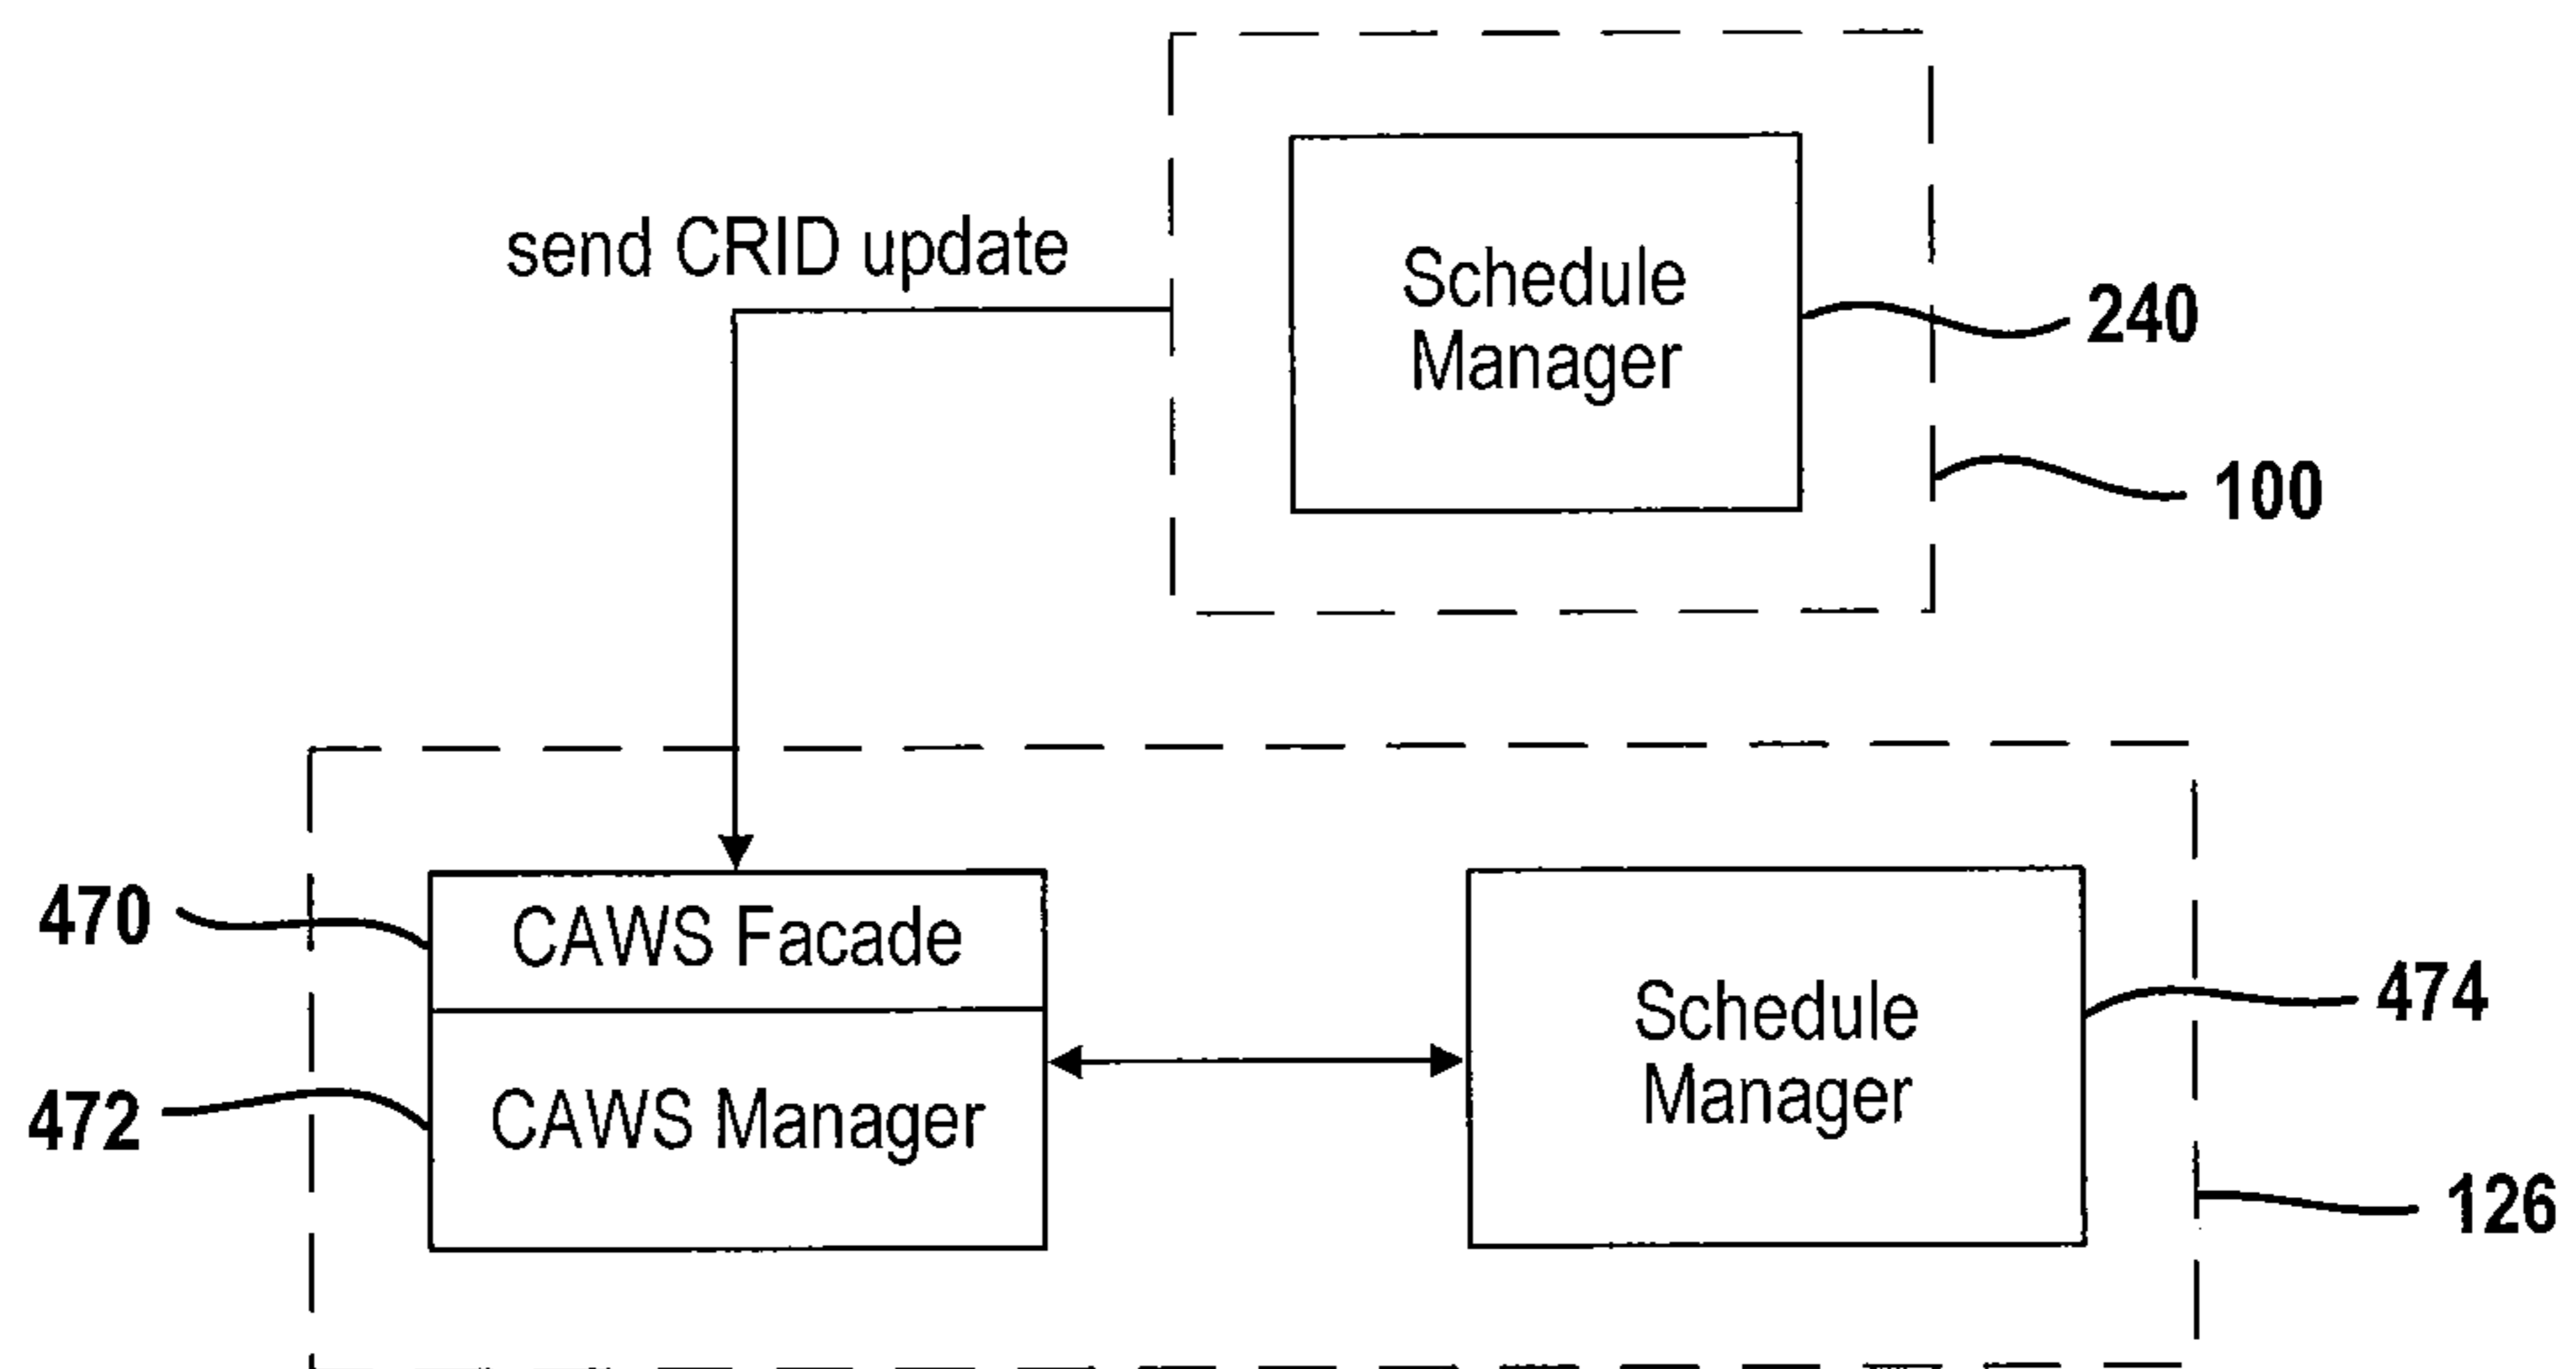 send CRID update
Schedule
Manager
240
100
470
CAWS Facade
472
CAWS Manager
Schedule
Manager
474
126